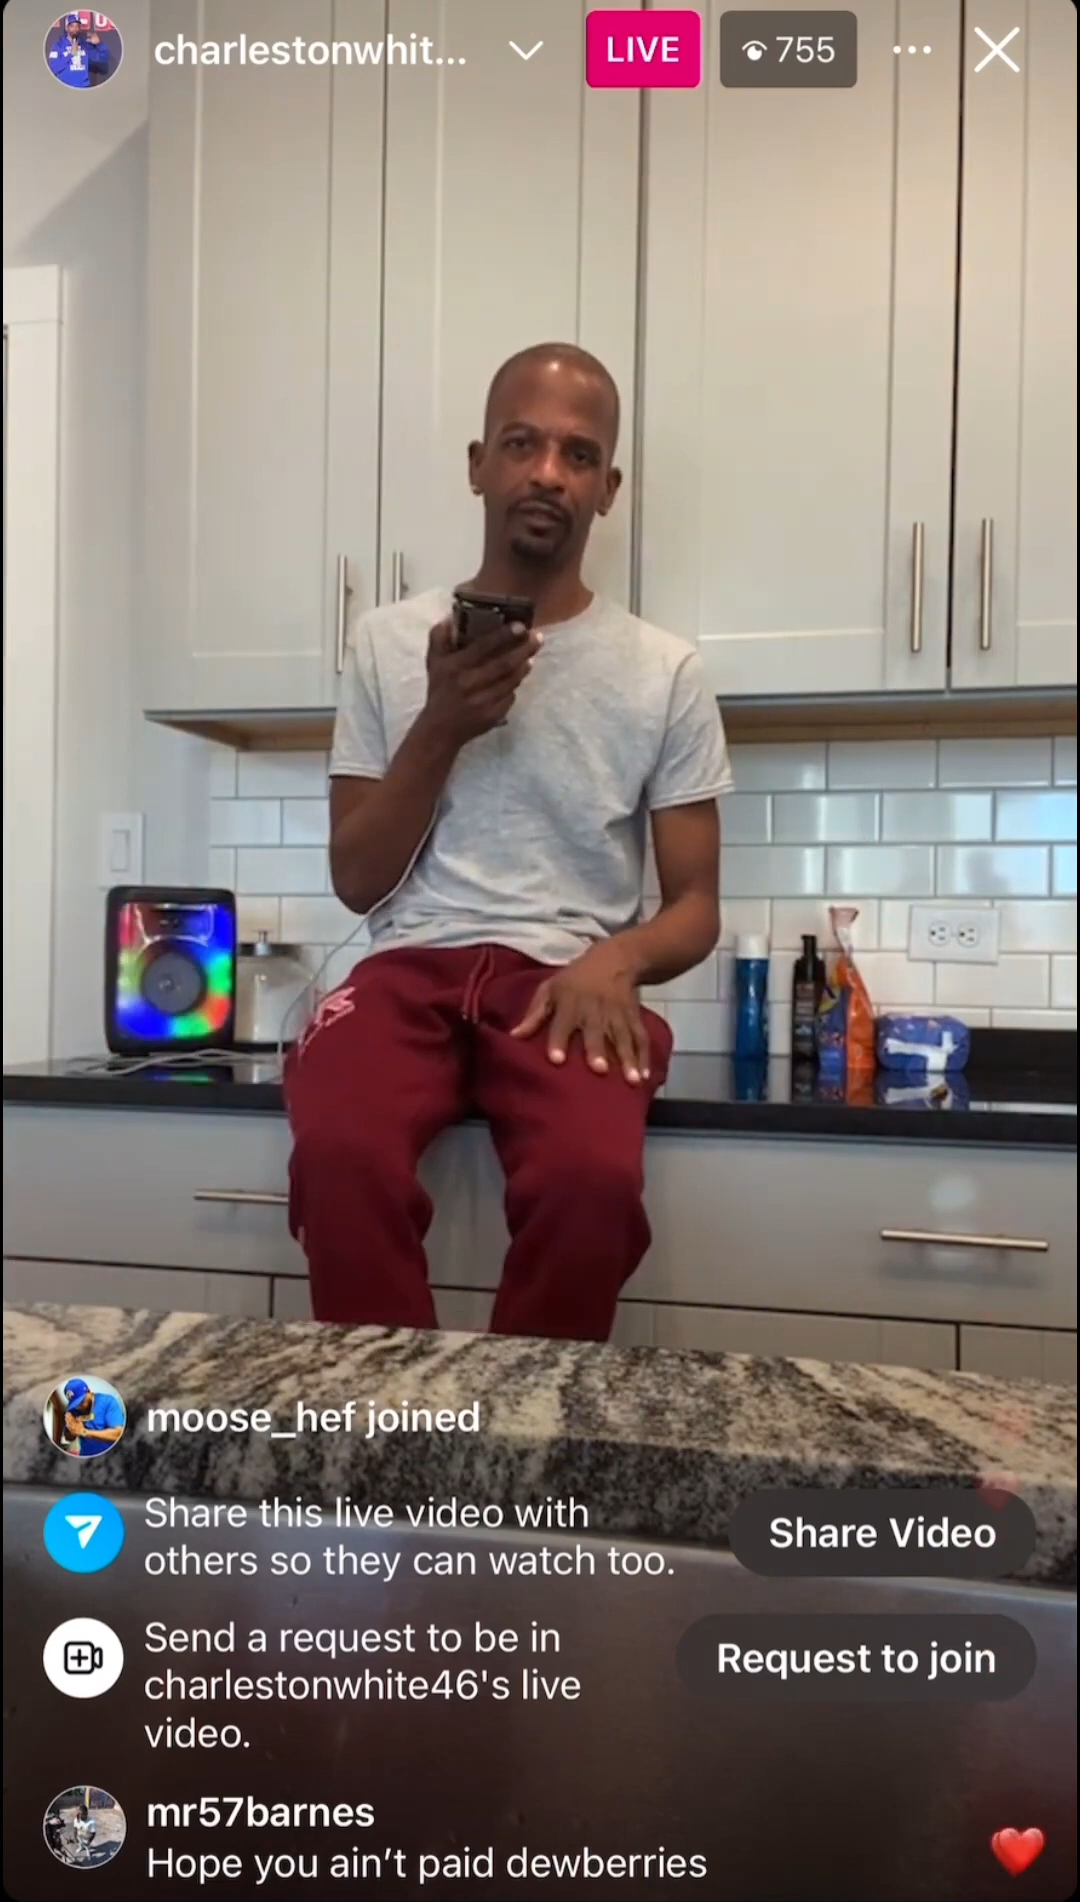 charlestonwhit...
LIVE
755
moose_hef joined
Share this live video with
others so they can watch too.
Share Video
Send a request to be in
charlestonwhite46's live
video.
Request to join
mr57barnes
Hope you ain't paid dewberries